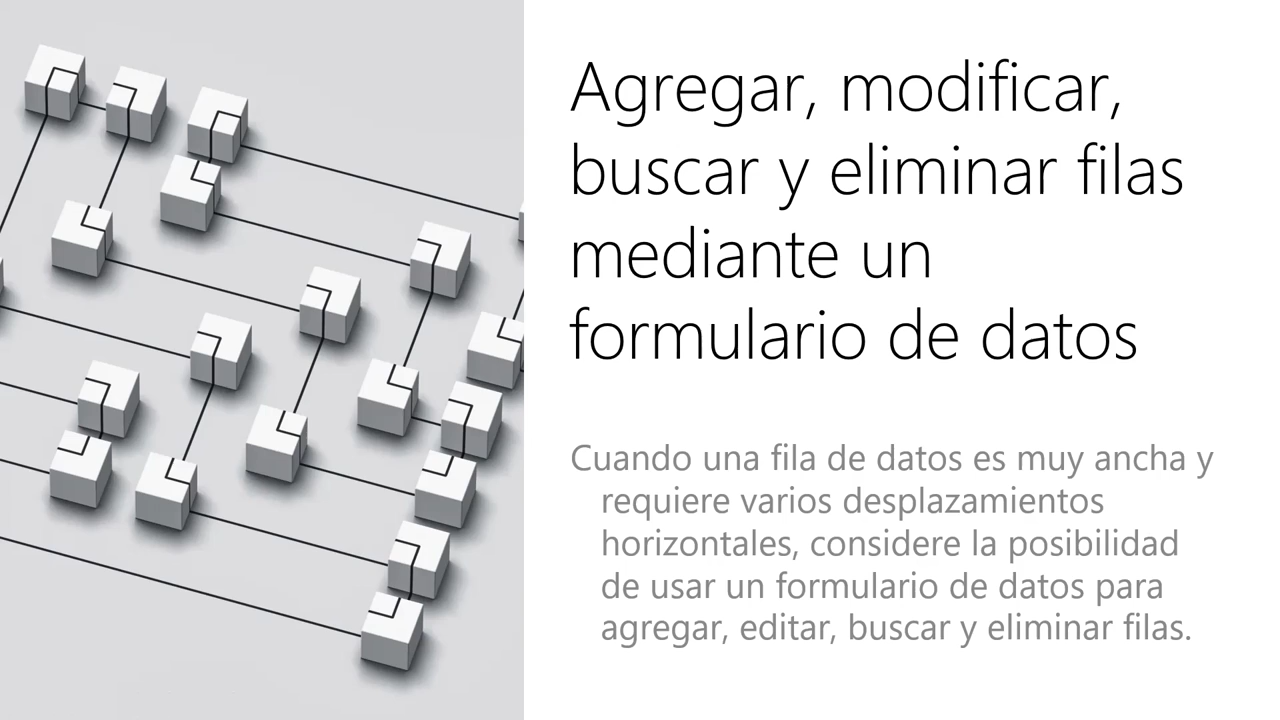 Agregar, modificar,
buscar y eliminar filas
mediante un
formulario de datos
Cuando una fila de datos es muy ancha y
requiere varios desplazamientos
horizontales, considere la posibilidad
de usar un formulario de datos para
agregar, editar, buscar y eliminar filas.